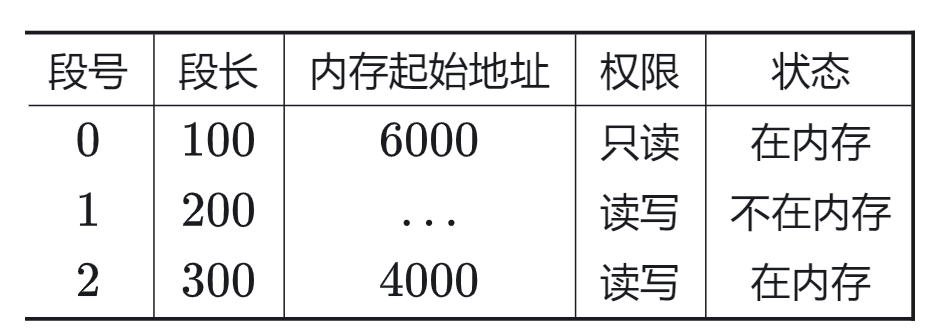 段号 段长 内存起始地址 权限 状态
0 100 6000 只读 在内存
1 200 ... 读写 不在内存
2 300 4000 读写 在内存